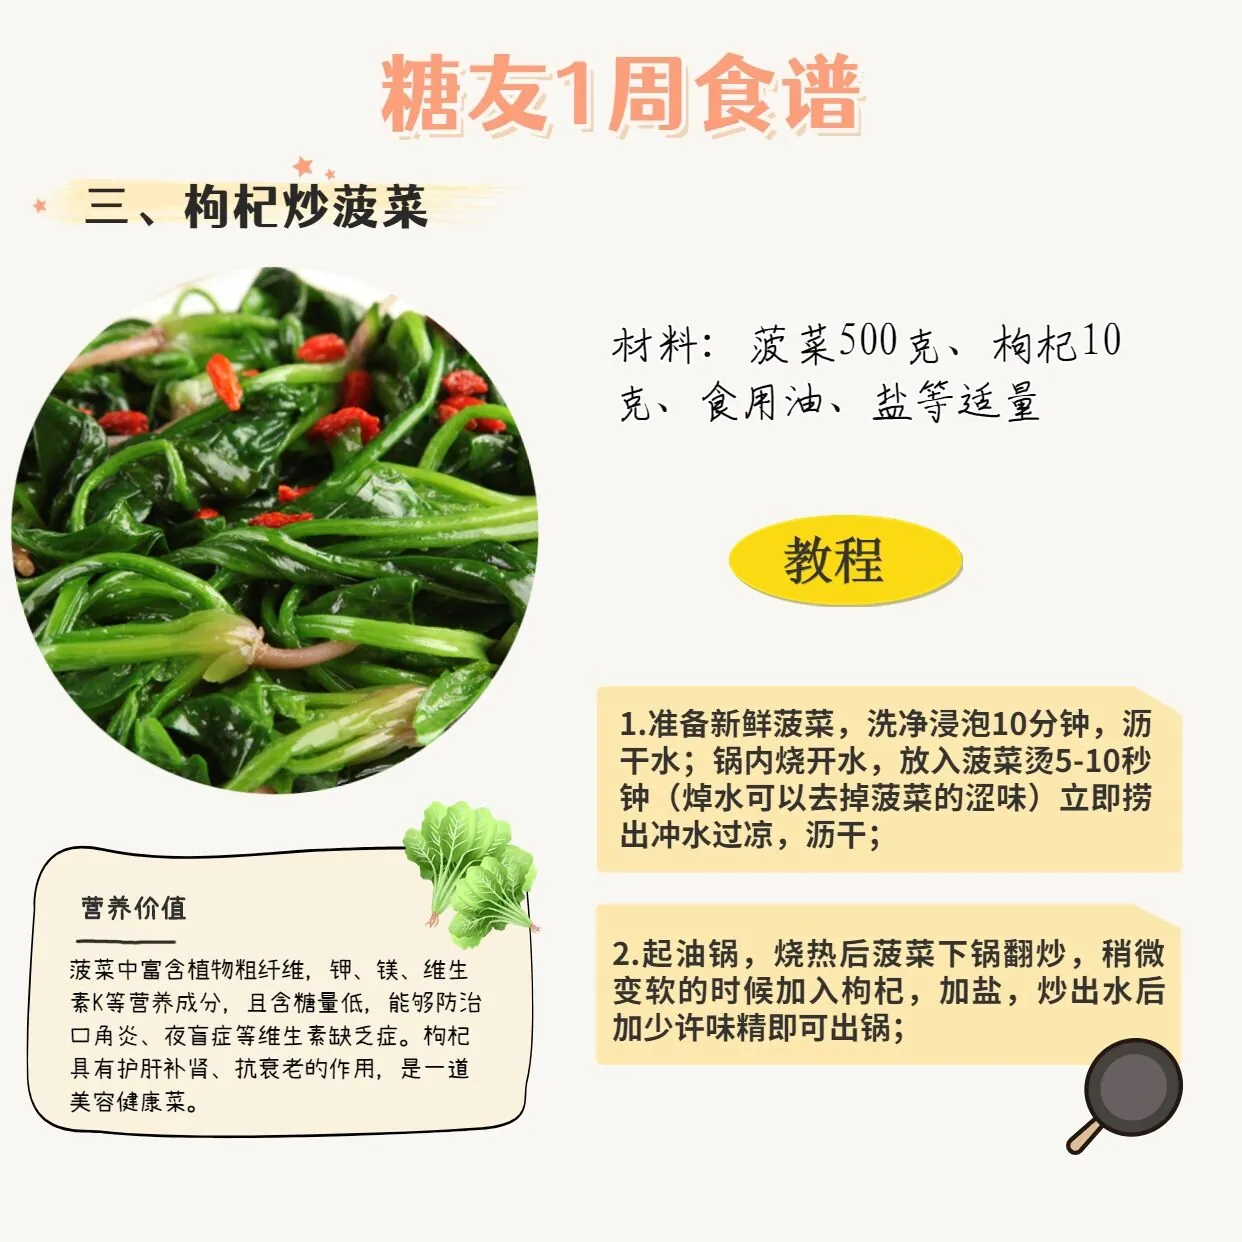 糖友1周食谱
三、枸杞炒菠菜
材料：菠菜500克、枸杞10
克、食用油、盐等适量
教程
1.准备新鲜菠菜，洗净浸泡10分钟，沥
干水；锅内烧开水，放入菠菜烫5-10秒
钟（焯水可以去掉菠菜的涩味）立即捞
出冲水过凉，沥干；
2.起油锅，烧热后菠菜下锅翻炒，稍微
变软的时候加入枸杞，加盐，炒出水后
加少许味精即可出锅；
营养价值
菠菜中富含植物粗纤维，钾、镁、维生
素K等营养成分，且含糖量低，能够防治
口角炎、夜盲症等维生素缺乏症。枸杞
具有护肝补肾、抗衰老的作用，是一道
美容健康菜。